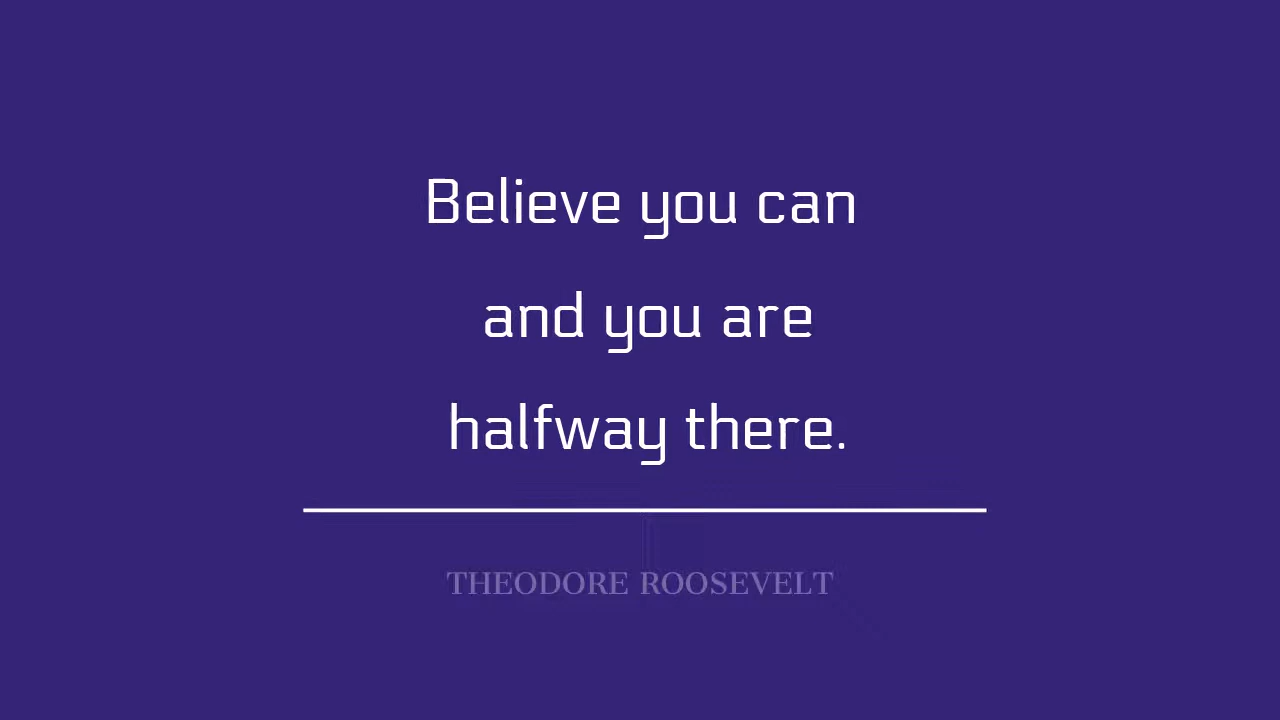 Believe you can
and you are
halfway there.
THEODORE ROOSEVELT